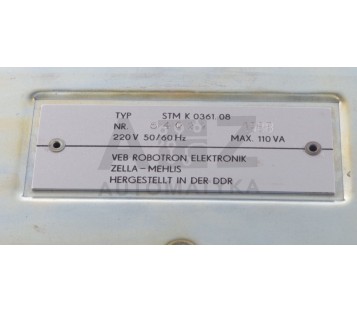 TYP STM K 0361.08
NR.
220 V 50/60 Hz MAX. 110 VA
VEB ROBOTRON ELEKTRONIK
ZELLA-MEHLIS
HERGESTELLT IN DER DDR